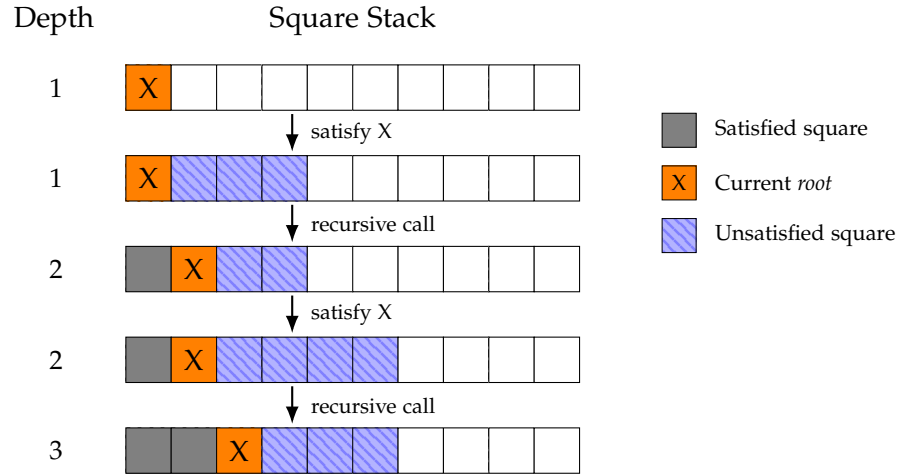 Depth Square Stack
1 X
satisfy X
1 X
recursive call
2 X
satisfy X
2 X
recursive call
3 X
Satisfied square
X Current root
Unsatisfied square